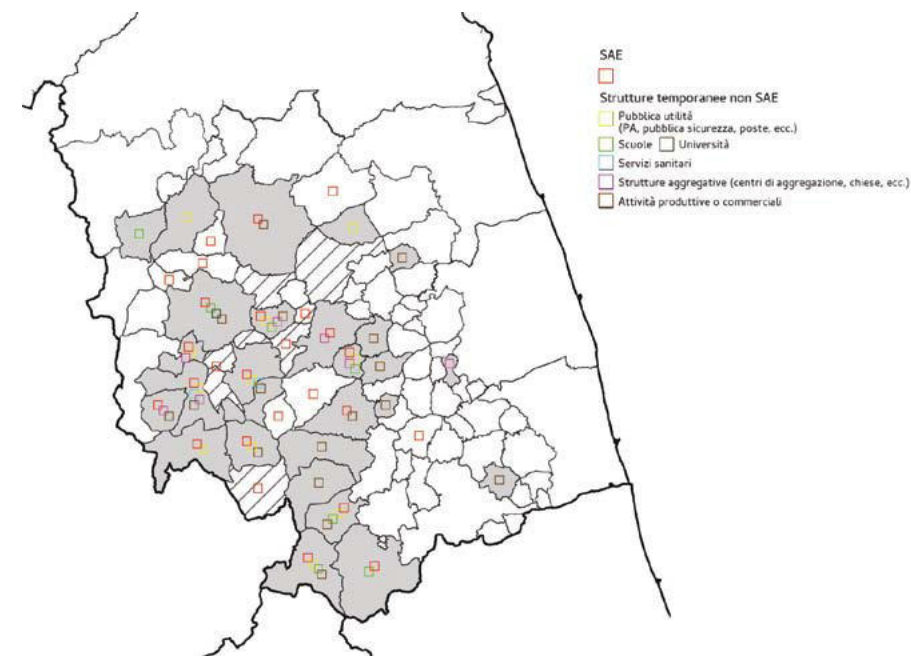 SAE
Strutture temporanee non SAE
Pubblica utilità
(PA, pubblica sicurezza, poste, ecc.)
Scuole Università
Servizi sanitari
Strutture aggregative (centri di aggregazione, chiese, ecc.)
Attività produttive o commerciali